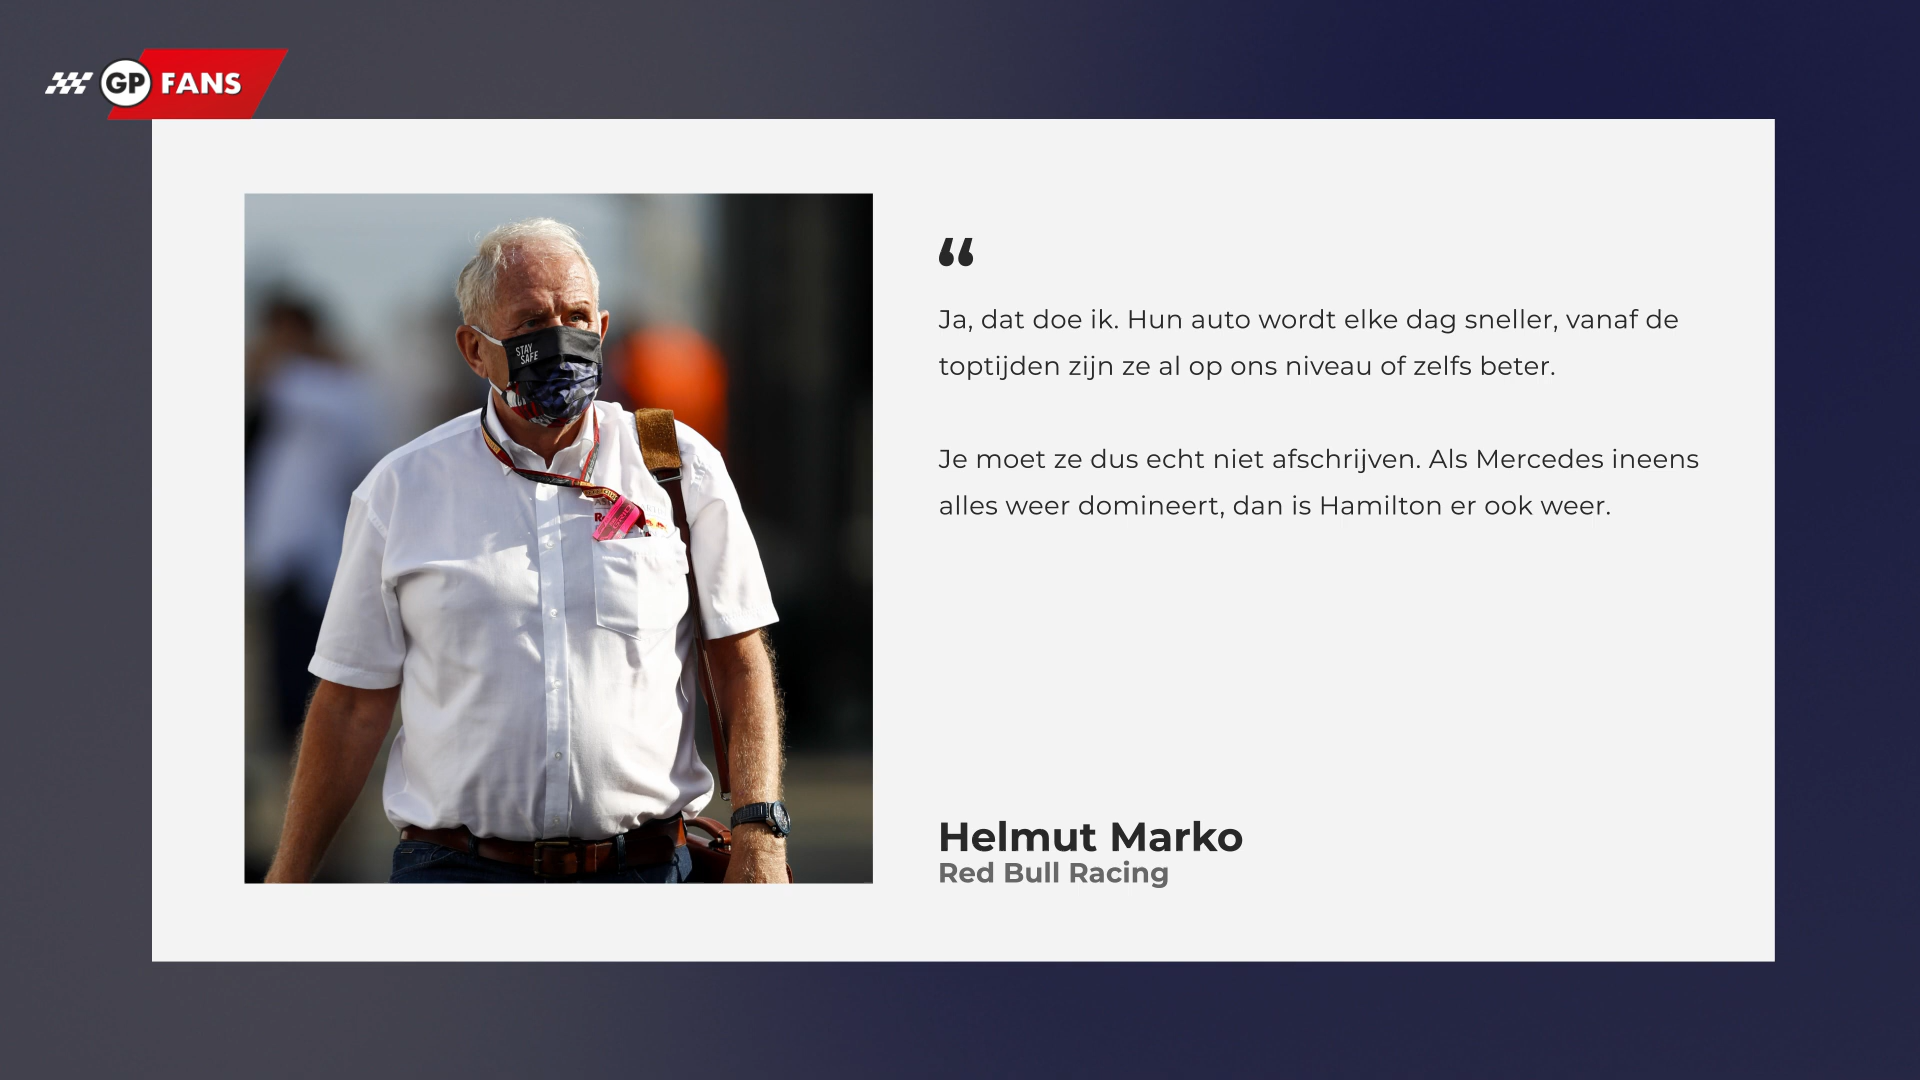 GP FANS
“
Ja, dat doe ik. Hun auto wordt elke dag sneller, vanaf de
toptijden zijn ze al op ons niveau of zelfs beter.
Je moet ze dus echt niet afschrijven. Als Mercedes ineens
alles weer domineert, dan is Hamilton er ook weer.
STAY
SAFE
Helmut Marko
Red Bull Racing